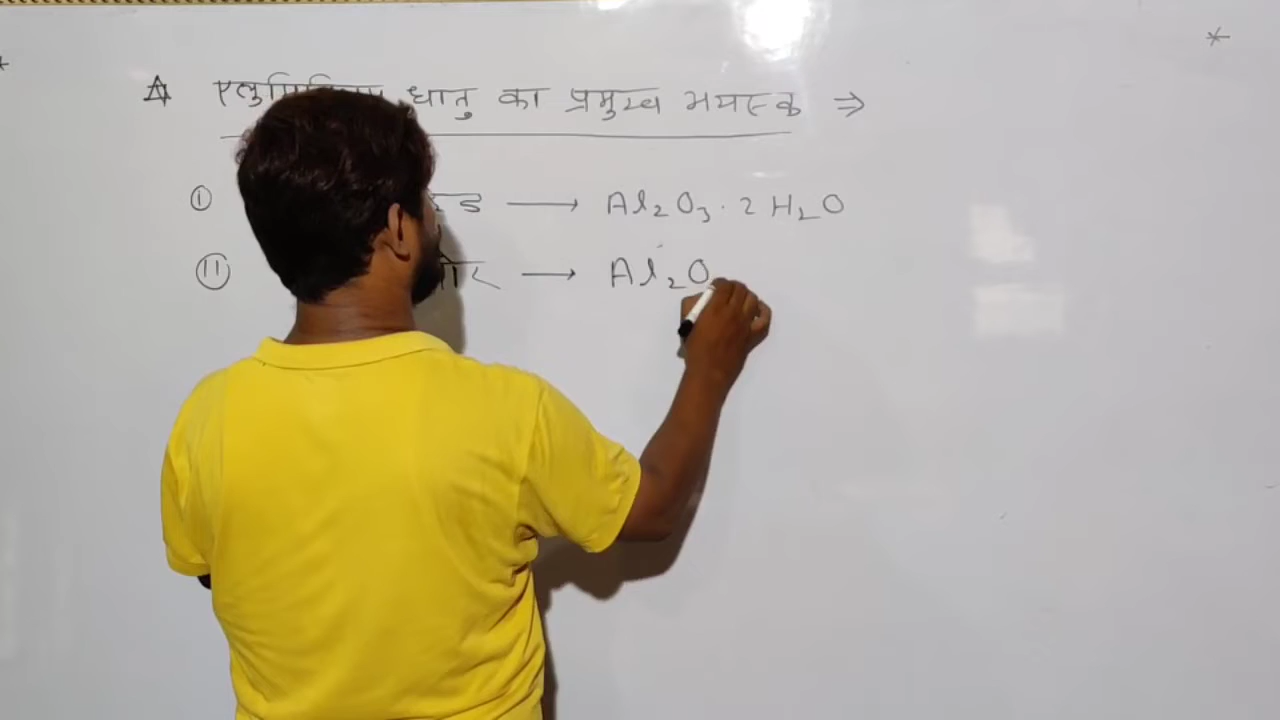 धातु का प्रमुख अयस्क ⇒
① → Al₂O₃ · 2H₂O
⑪ → Al₂O